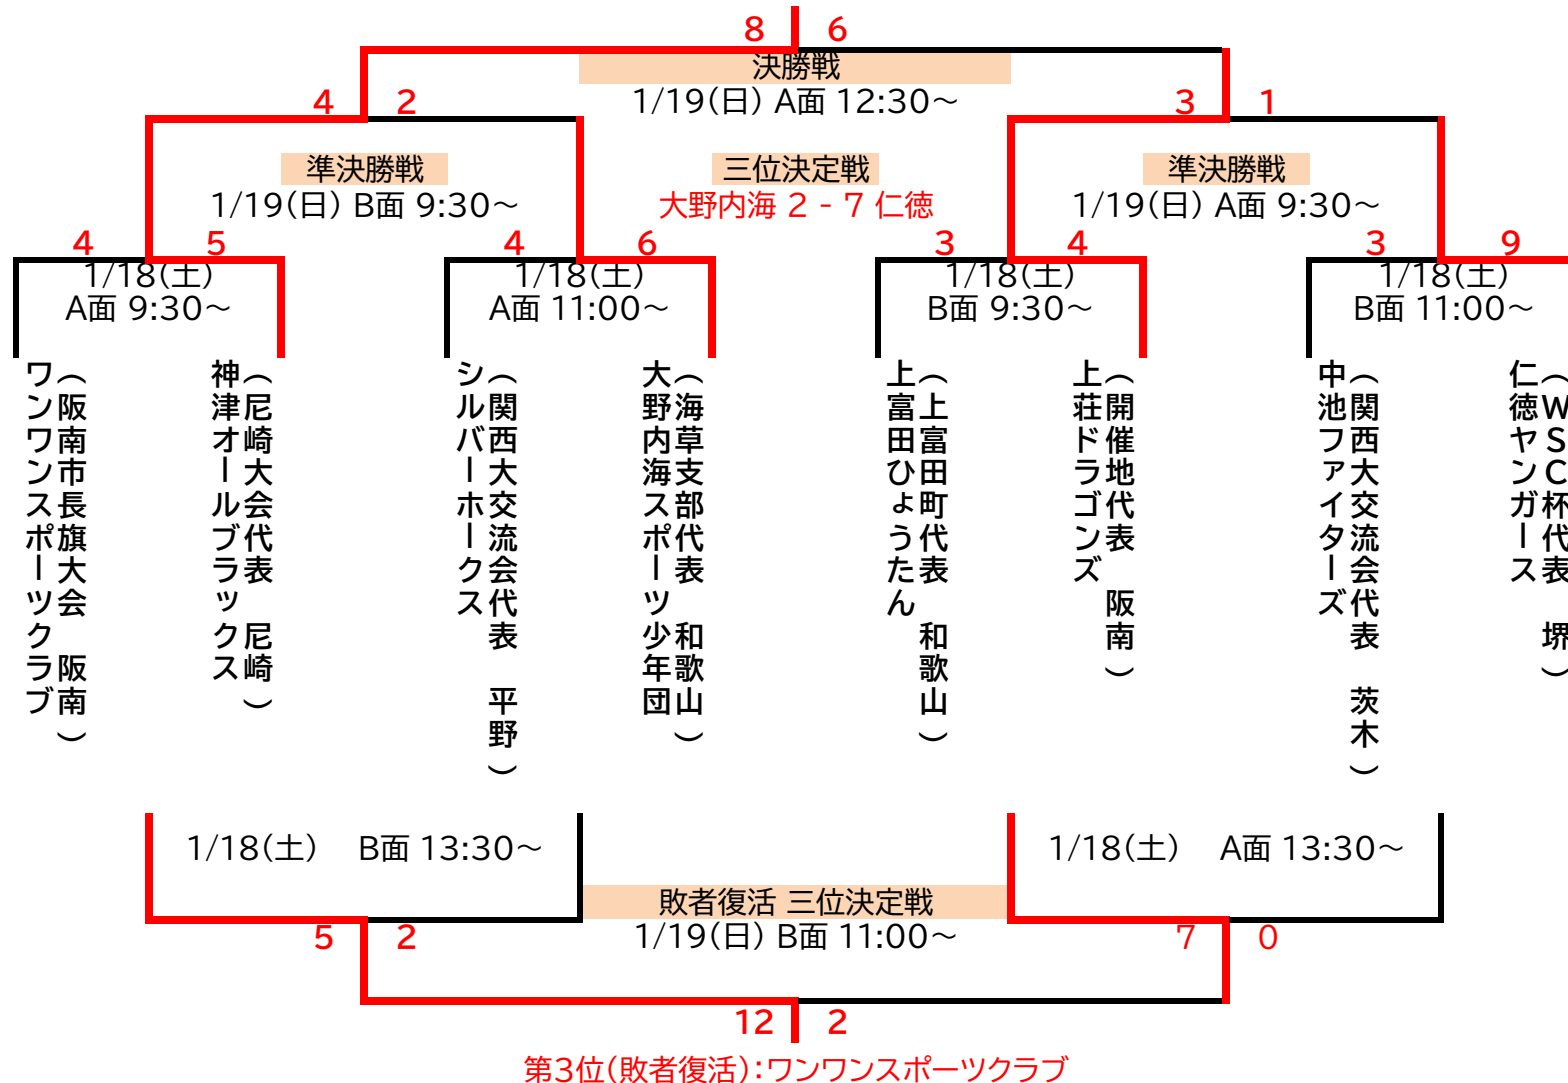 8 6
決勝戦
1/19(日) A面 12:30～
4 2
3 1
準決勝戦
1/19(日) B面 9:30～
三位決定戦
大野内海 2 - 7 仁徳
準決勝戦
1/19(日) A面 9:30～
4 5
1/18(土)
A面 9:30～
4 6
1/18(土)
A面 11:00～
3 4
1/18(土)
B面 9:30～
3 9
1/18(土)
B面 11:00～
（阪南市長旗大会　阪南）
ワンワンスポーツクラブ
（尼崎大会代表　尼崎）
神津オールブラックス
（関西大交流会代表　平野）
シルバーホークス
（海草支部代表　和歌山）
大野内海スポーツ少年団
（上富田町代表　和歌山）
上富田ひょうたん
（開催地代表　阪南）
上荘ドラゴンズ
（関西大交流会代表　茨木）
中池ファイターズ
（WSC杯代表　堺）
仁徳ヤンガース
1/18(土)　B面 13:30～
1/18(土)　A面 13:30～
敗者復活 三位決定戦
1/19(日) B面 11:00～
5 2
7 0
12 2
第3位(敗者復活):ワンワンスポーツクラブ